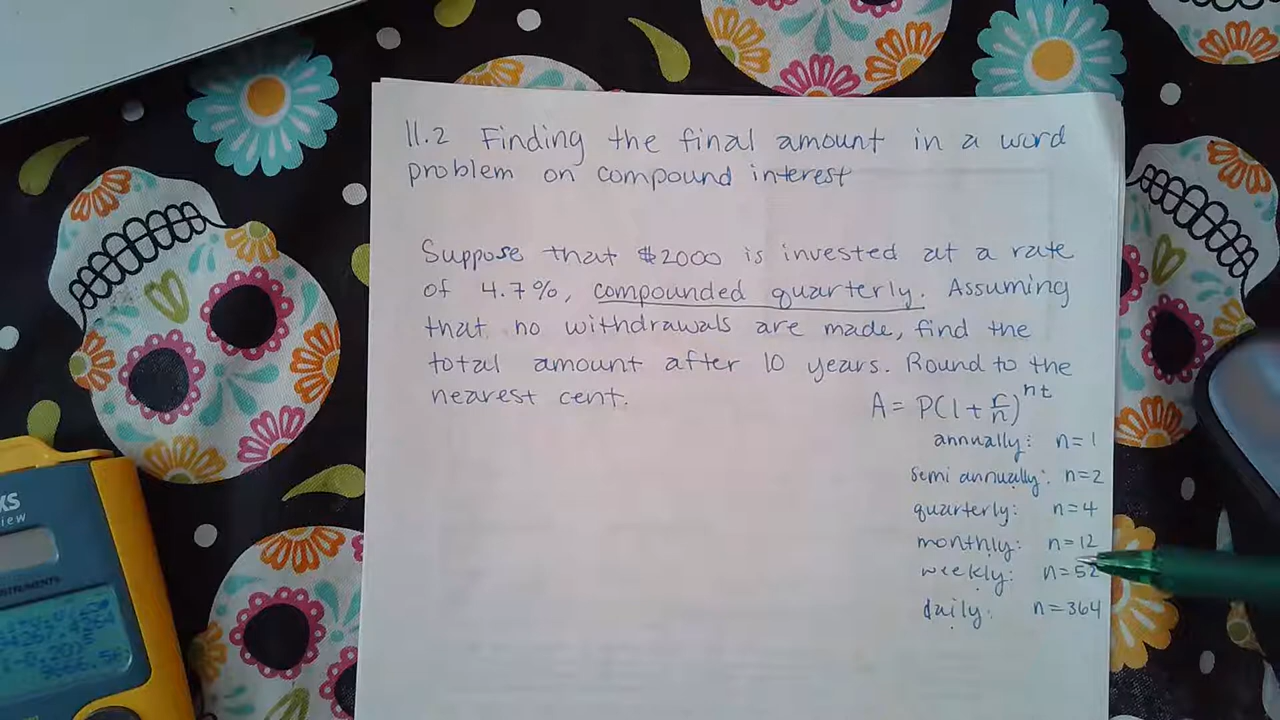 11.2 Finding the final amount in a word
problem on compound interest
Suppose that $2000 is invested at a rate
of 4.7%, compounded quarterly. Assuming
that no withdrawals are made, find the
total amount after 10 years. Round to the
nearest cent.
A = P(1 + r/n)^nt
annually: n=1
semi annually: n=2
quarterly: n=4
monthly: n=12
weekly: n=52
daily: n=364